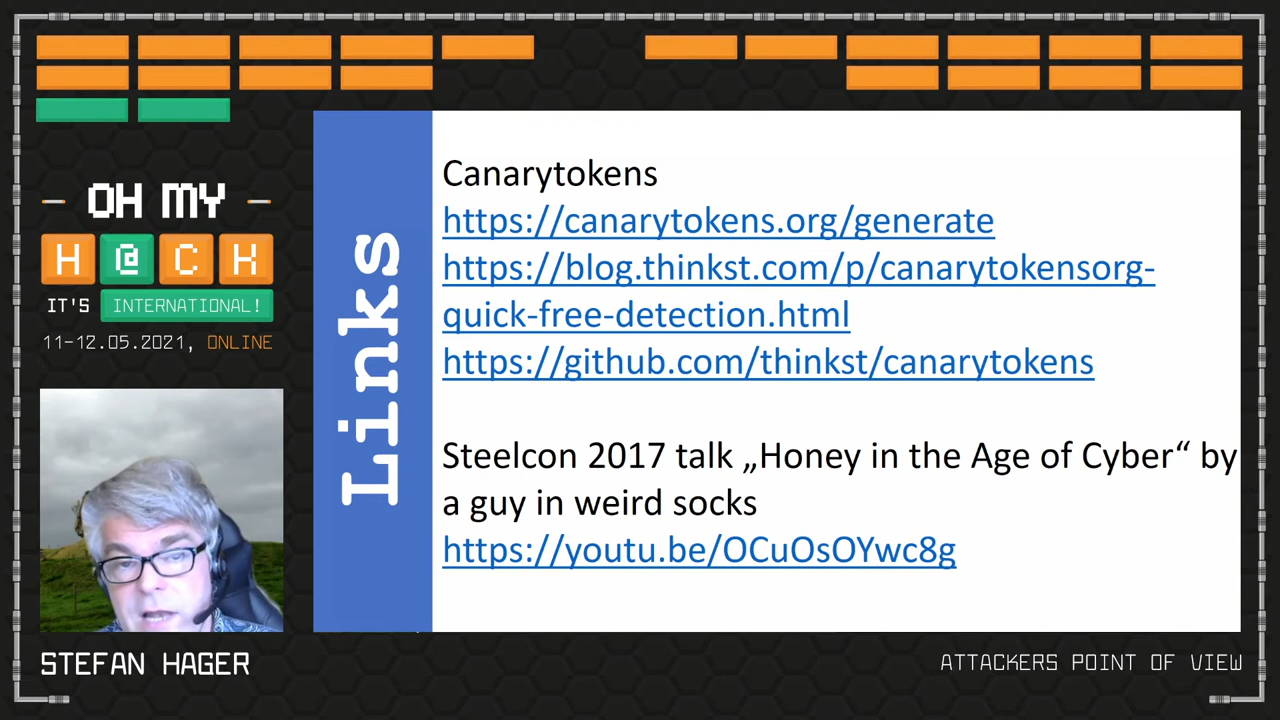 OH MY
H@CK
IT'S INTERNATIONAL!
11-12.05.2021, ONLINE
Links
Canarytokens
https://canarytokens.org/generate
https://blog.thinkst.com/p/canarytokensorg-
quick-free-detection.html
https://github.com/thinkst/canarytokens
Steelcon 2017 talk „Honey in the Age of Cyber“ by
a guy in weird socks
https://youtu.be/OCuOsOYwc8g
STEFAN HAGER
ATTACKERS POINT OF VIEW